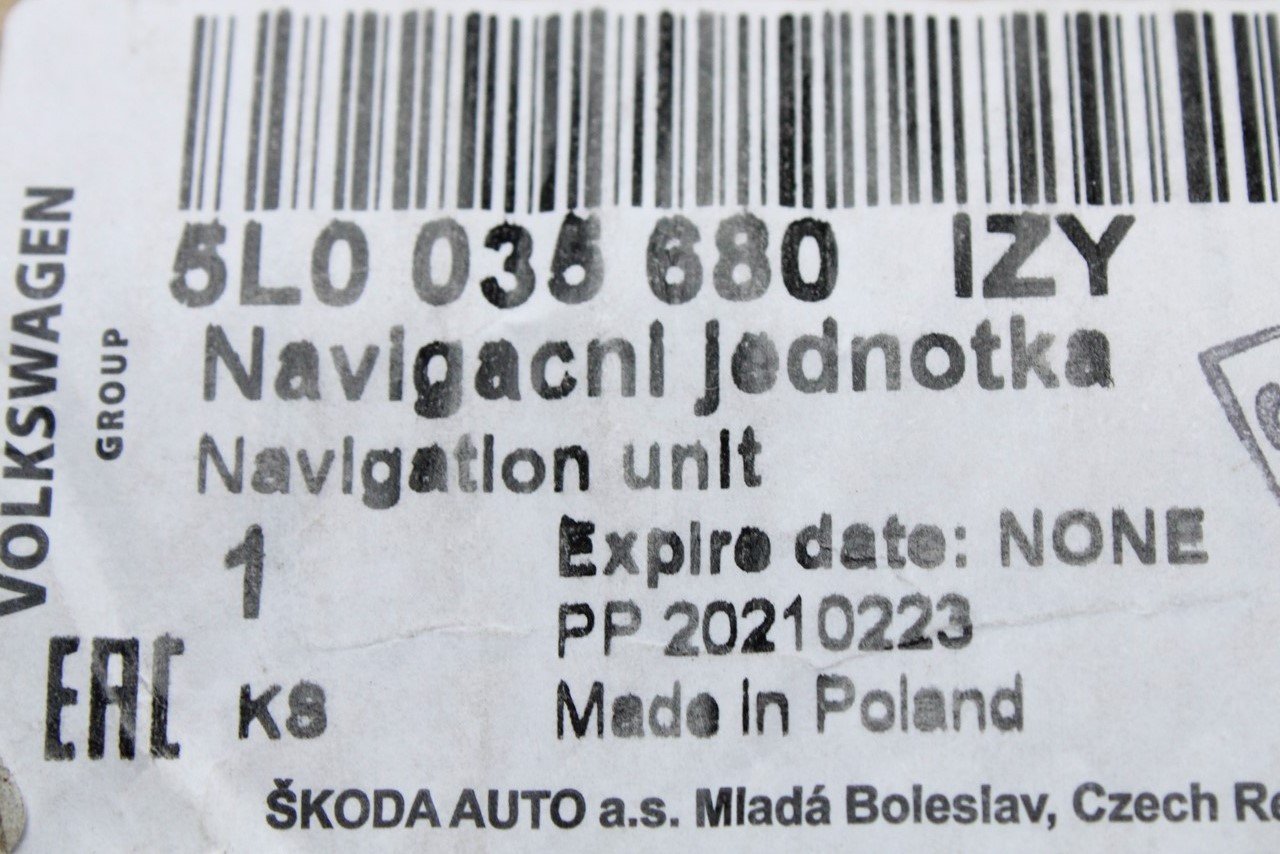 VOLKSWAGEN
GROUP
5L0 035 680 IZY
Navigacni jednotka
Navigation unit
1
Expire date: NONE
PP 20210223
EAC
KS
Made in Poland
ŠKODA AUTO a.s. Mladá Boleslav, Czech Re